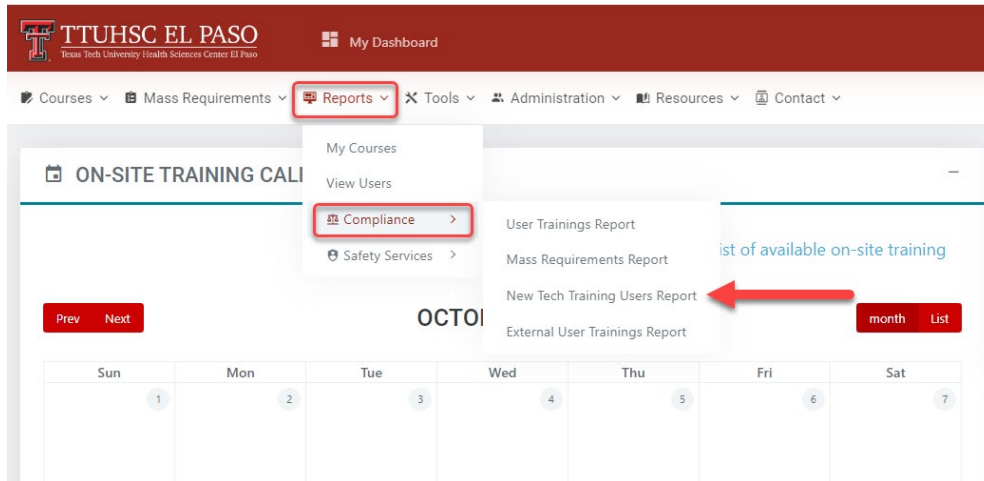 TTUHSC EL PASO
Texas Tech University Health Sciences Center El Paso
My Dashboard
Courses Mass Requirements Reports Tools Administration Resources Contact
My Courses
View Users
Compliance
Safety Services
User Trainings Report
Mass Requirements Report
New Tech Training Users Report
External User Trainings Report
ON-SITE TRAINING CAL
ist of available on-site training
Prev Next
OCTO
month List
Sun Mon Tue Wed Thu Fri Sat
1 2 3 4 5 6 7